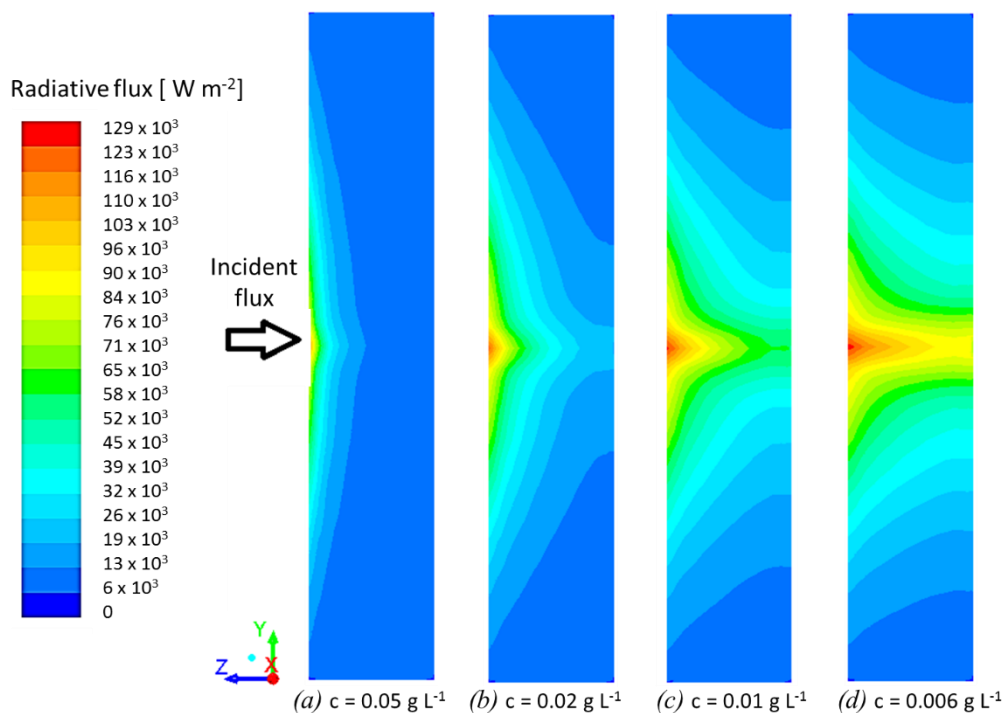 Radiative flux [ W m⁻²]
129 x 10³
123 x 10³
116 x 10³
110 x 10³
103 x 10³
96 x 10³
90 x 10³
84 x 10³
76 x 10³
71 x 10³
65 x 10³
58 x 10³
52 x 10³
45 x 10³
39 x 10³
32 x 10³
26 x 10³
19 x 10³
13 x 10³
6 x 10³
0
Incident
flux
Y
Z X
(a) c = 0.05 g L⁻¹
(b) c = 0.02 g L⁻¹
(c) c = 0.01 g L⁻¹
(d) c = 0.006 g L⁻¹